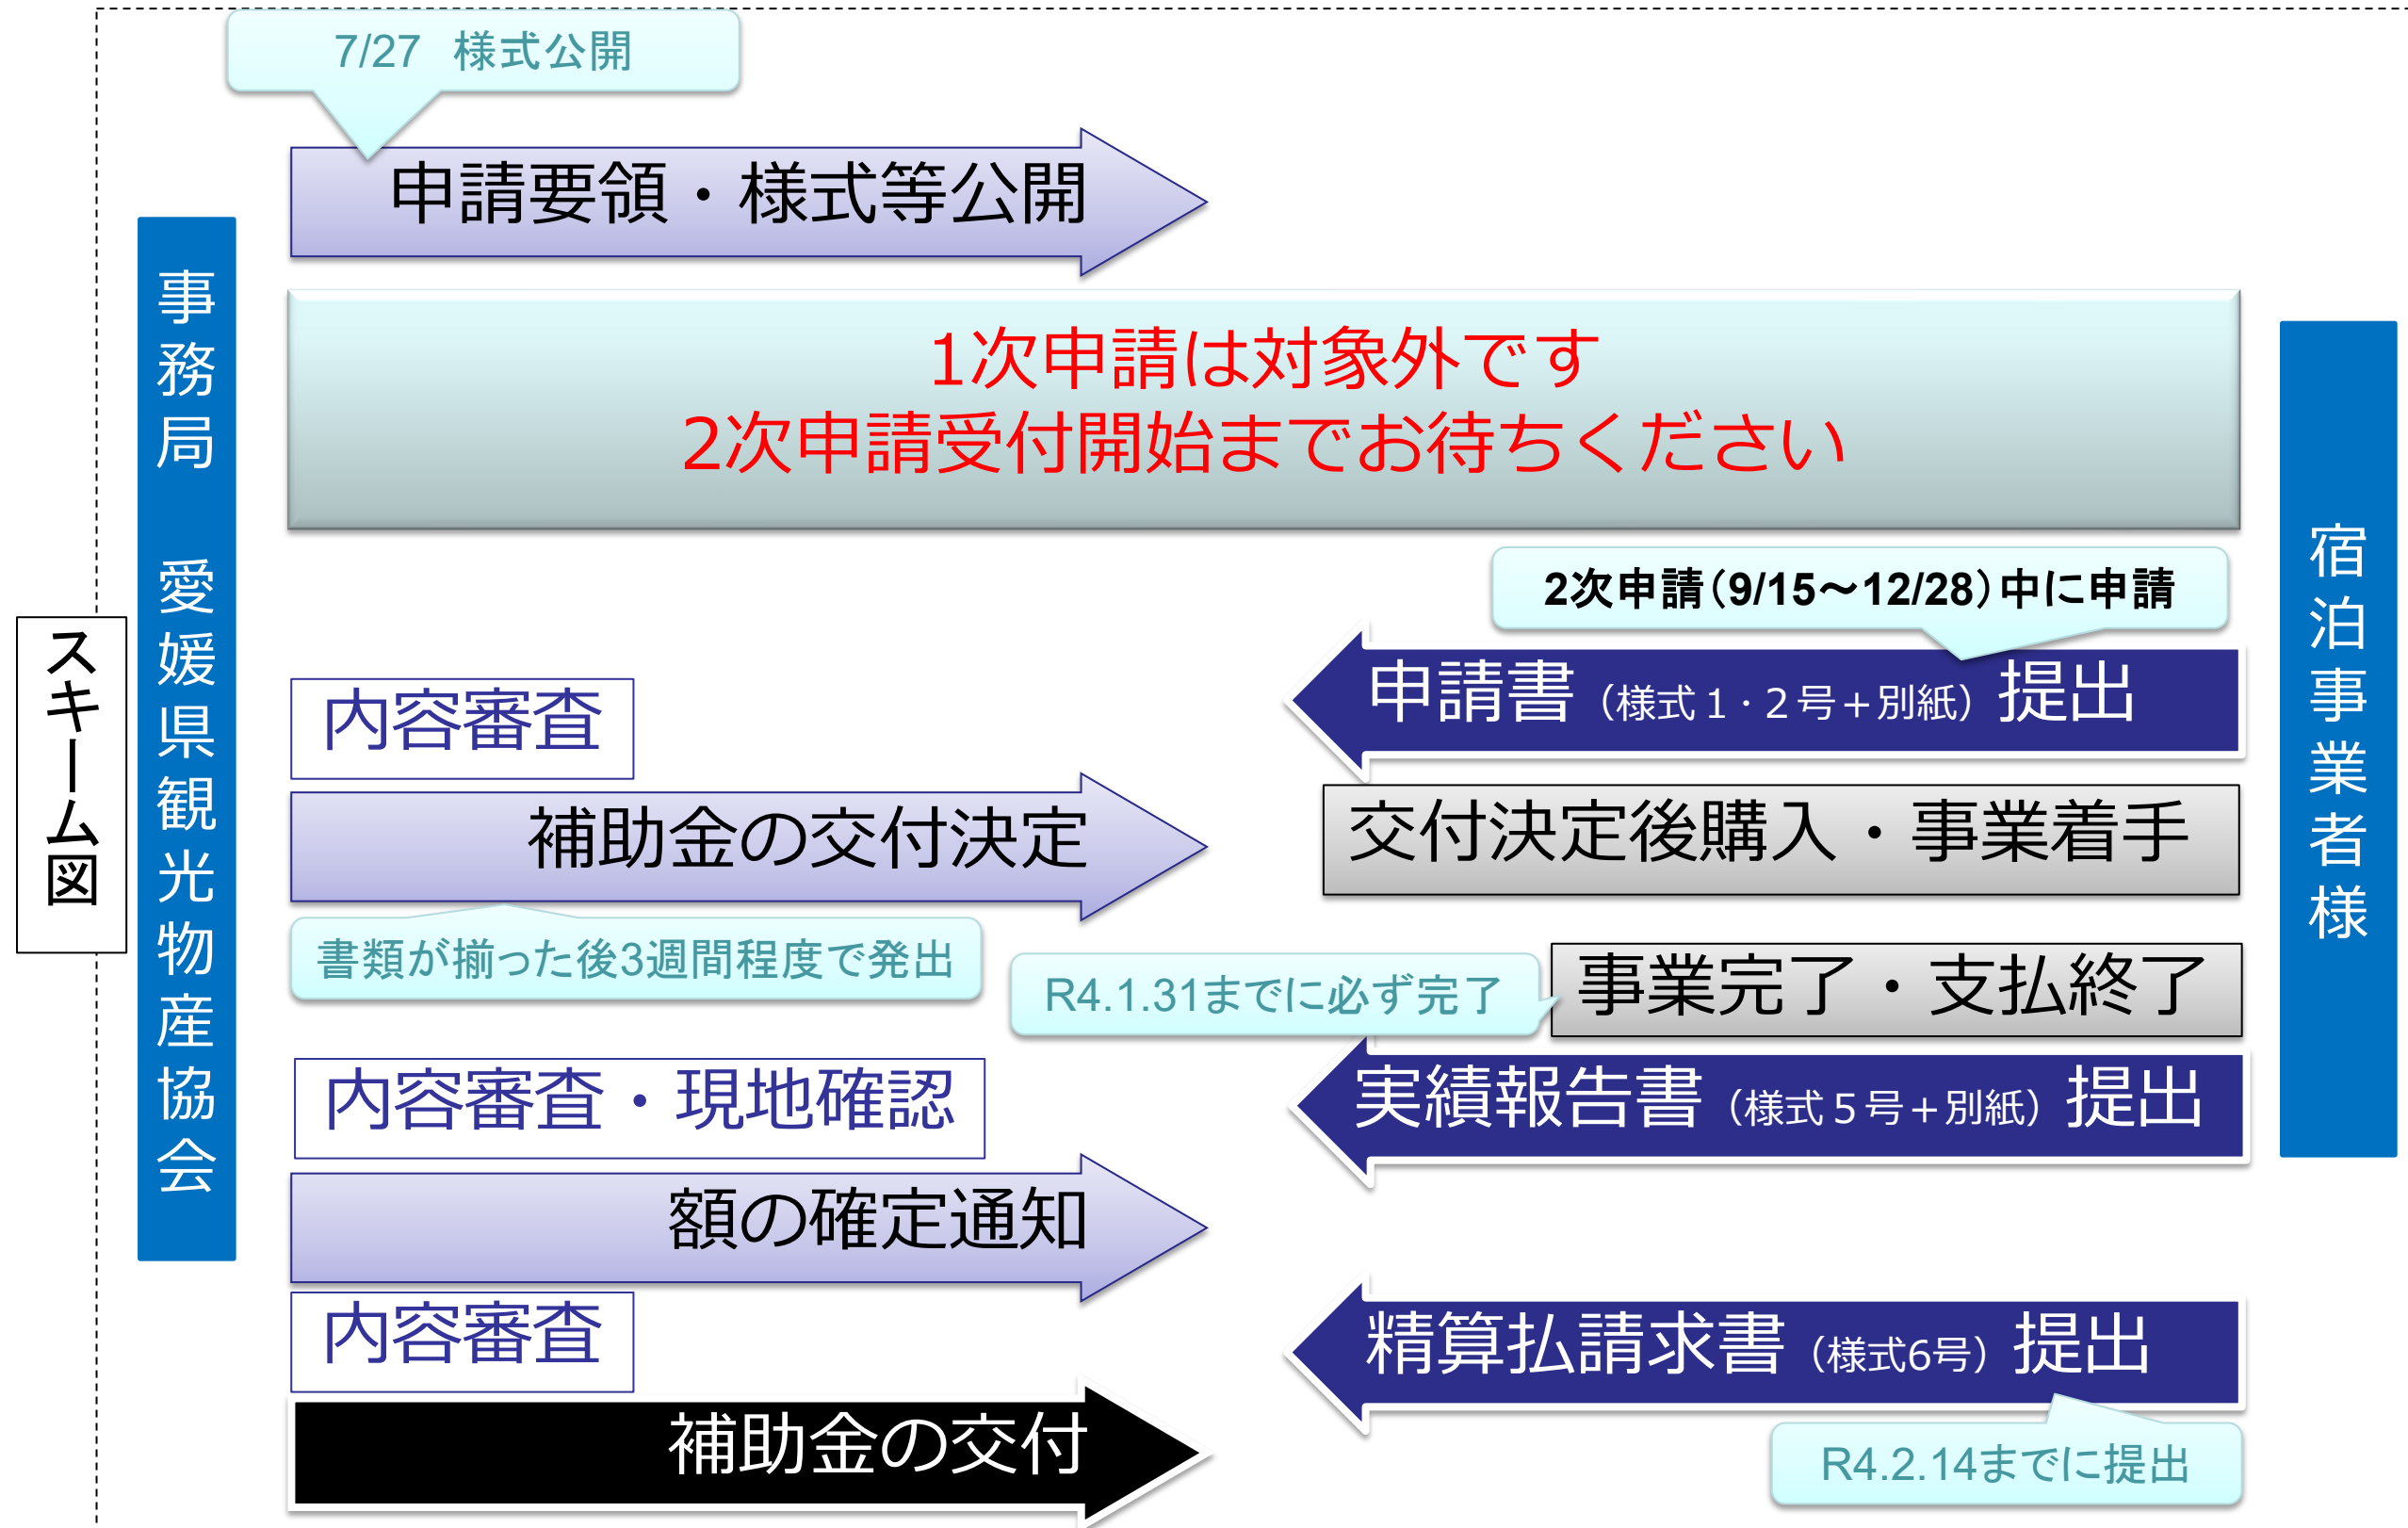 7/27 様式公開
申請要領・様式等公開
1次申請は対象外です
2次申請受付開始までお待ちください
事務局 愛媛県観光物産協会
スキーム図
宿泊事業者様
2次申請（9/15～12/28）中に申請
申請書（様式１・２号＋別紙）提出
内容審査
補助金の交付決定
交付決定後購入・事業着手
書類が揃った後3週間程度で発出
R4.1.31までに必ず完了
事業完了・支払終了
内容審査・現地確認
実績報告書（様式５号＋別紙）提出
額の確定通知
内容審査
精算払請求書（様式6号）提出
補助金の交付
R4.2.14までに提出